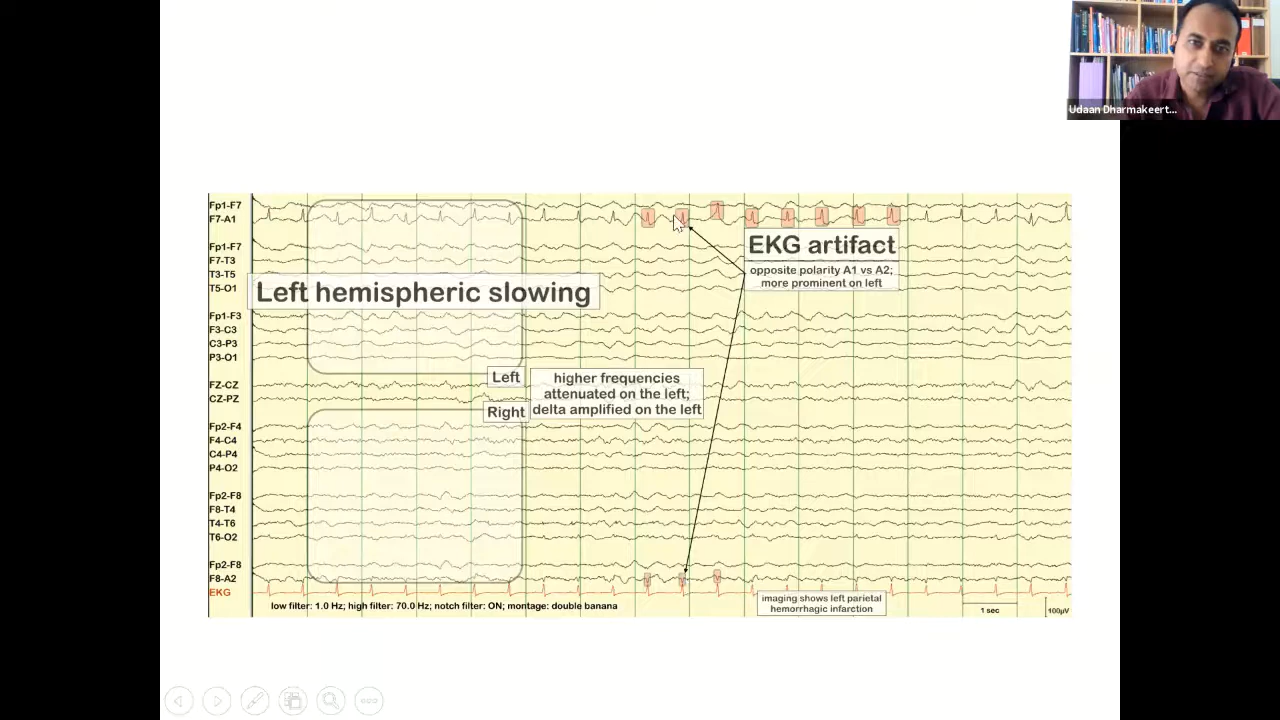 Udaan Dharmakeert...
Fp1-F7
F7-A1
Fp1-F7
F7-T3
T3-T5
T5-O1
Fp1-F3
F3-C3
C3-P3
P3-O1
FZ-CZ
CZ-PZ
Fp2-F4
F4-C4
C4-P4
P4-O2
Fp2-F8
F8-T4
T4-T6
T6-O2
Fp2-F8
F8-A2
EKG
Left hemispheric slowing
Left
Right
higher frequencies
attenuated on the left;
delta amplified on the left
EKG artifact
opposite polarity A1 vs A2;
more prominent on left
imaging shows left parietal
hemorrhagic infarction
low filter: 1.0 Hz; high filter: 70.0 Hz; notch filter: ON; montage: double banana
1 sec
100µV